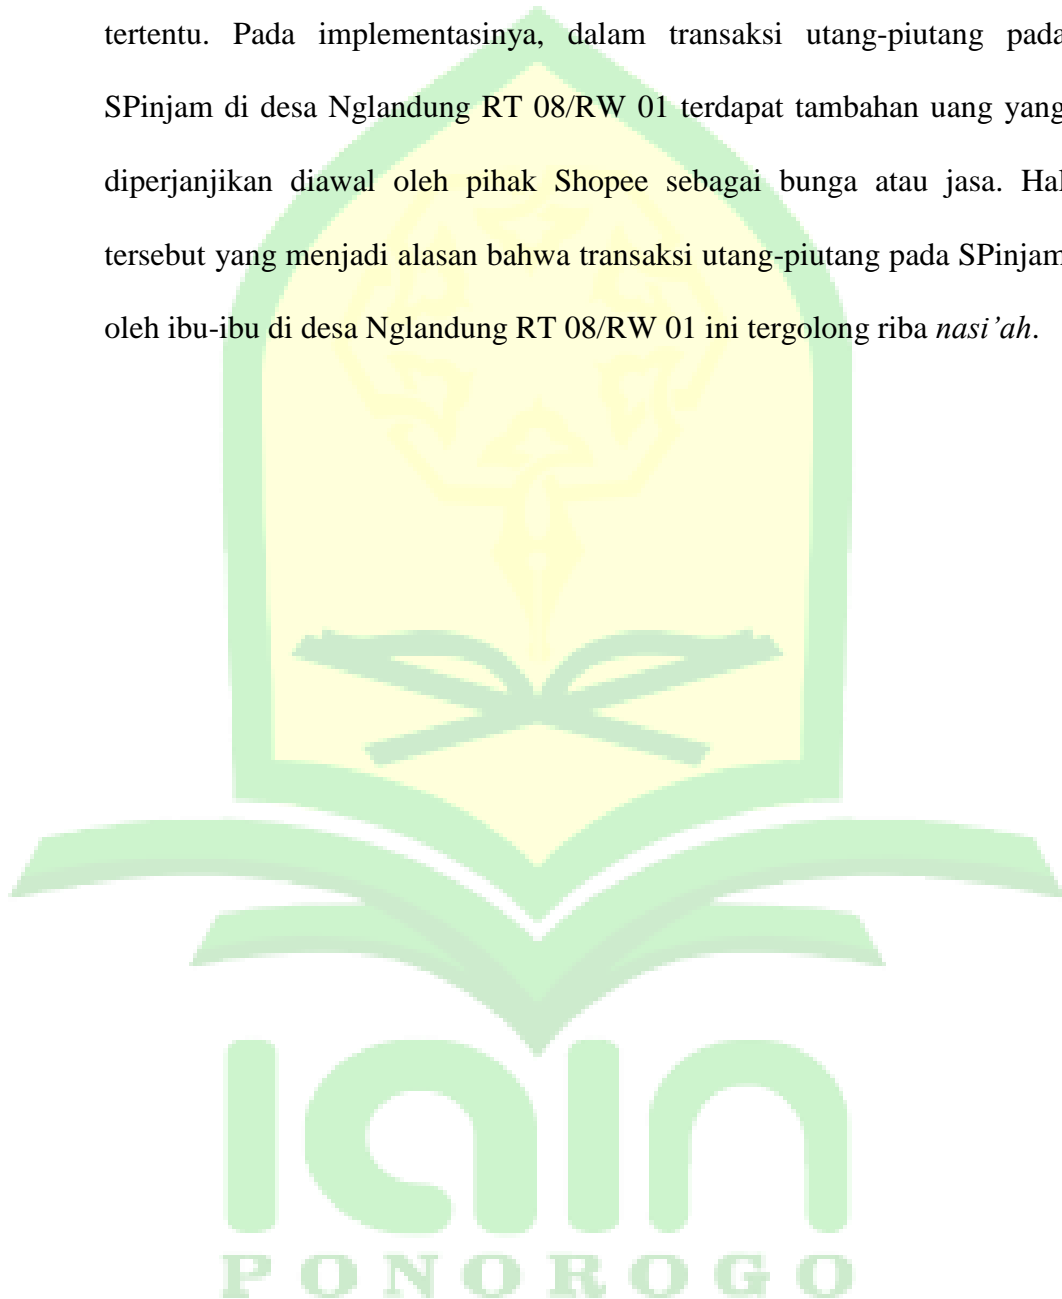 tertentu. Pada implementasinya, dalam transaksi utang-piutang pada
SPinjam di desa Nglandung RT 08/RW 01 terdapat tambahan uang yang
diperjanjikan diawal oleh pihak Shopee sebagai bunga atau jasa. Hal
tersebut yang menjadi alasan bahwa transaksi utang-piutang pada SPinjam
oleh ibu-ibu di desa Nglandung RT 08/RW 01 ini tergolong riba nasi’ah.
iain
PONOROGO